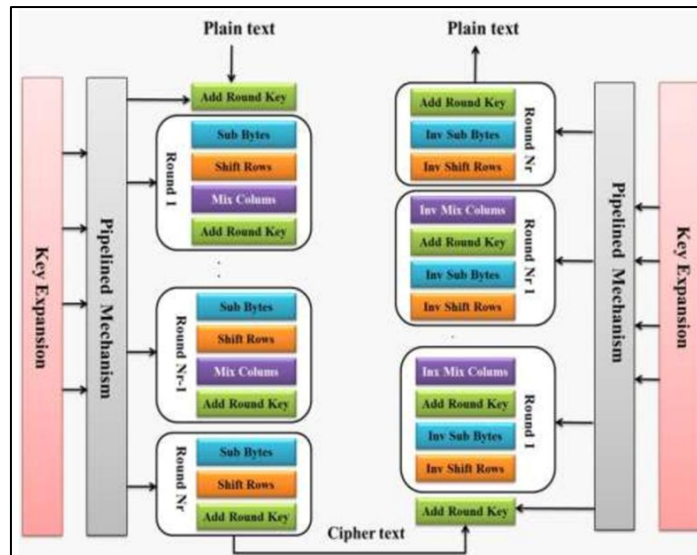 Plain text
Key Expansion
Pipelined Mechanism
Add Round Key
Round 1
Sub Bytes
Shift Rows
Mix Colums
Add Round Key
Round Nr-1
Sub Bytes
Shift Rows
Mix Colums
Add Round Key
Round Nr
Sub Bytes
Shift Rows
Add Round Key
Cipher text
Plain text
Add Round Key
Inv Sub Bytes
Inv Shift Rows
Round Nr
Inv Mix Colums
Add Round Key
Inv Sub Bytes
Inv Shift Rows
Round Nr 1
Inx Mix Colums
Add Round Key
Inv Sub Bytes
Inv Shift Rows
Round 1
Add Round Key
Pipelined Mechanism
Key Expansion